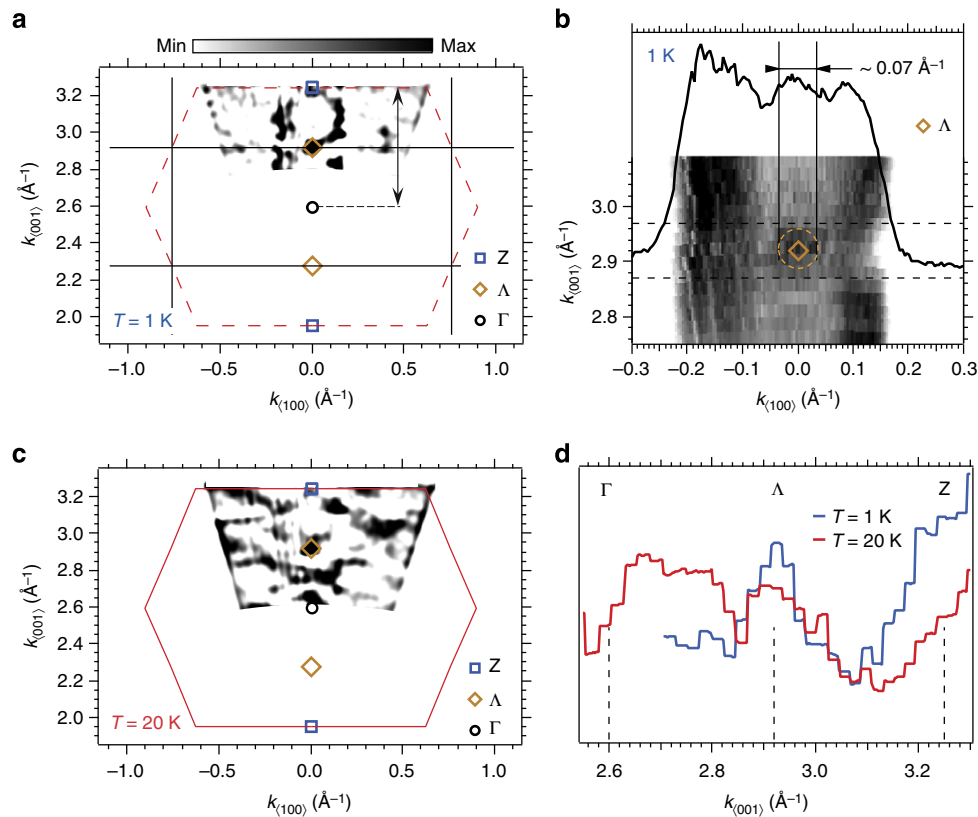 a
Min
Max
3.2
3.0
2.8
2.6
2.4
2.2
2.0
k⟨001⟩ (Å⁻¹)
Z
Λ
Γ
T = 1 K
−1.0
−0.5
0.0
0.5
1.0
k⟨100⟩ (Å⁻¹)
b
1 K
~ 0.07 Å⁻¹
Λ
3.0
2.9
2.8
k⟨001⟩ (Å⁻¹)
−0.3
−0.2
−0.1
0.0
0.1
0.2
0.3
k⟨100⟩ (Å⁻¹)
c
3.2
3.0
2.8
2.6
2.4
2.2
2.0
k⟨001⟩ (Å⁻¹)
Z
Λ
Γ
T = 20 K
−1.0
−0.5
0.0
0.5
1.0
k⟨100⟩ (Å⁻¹)
d
Γ
Λ
Z
T = 1 K
T = 20 K
2.6
2.8
3.0
3.2
k⟨001⟩ (Å⁻¹)